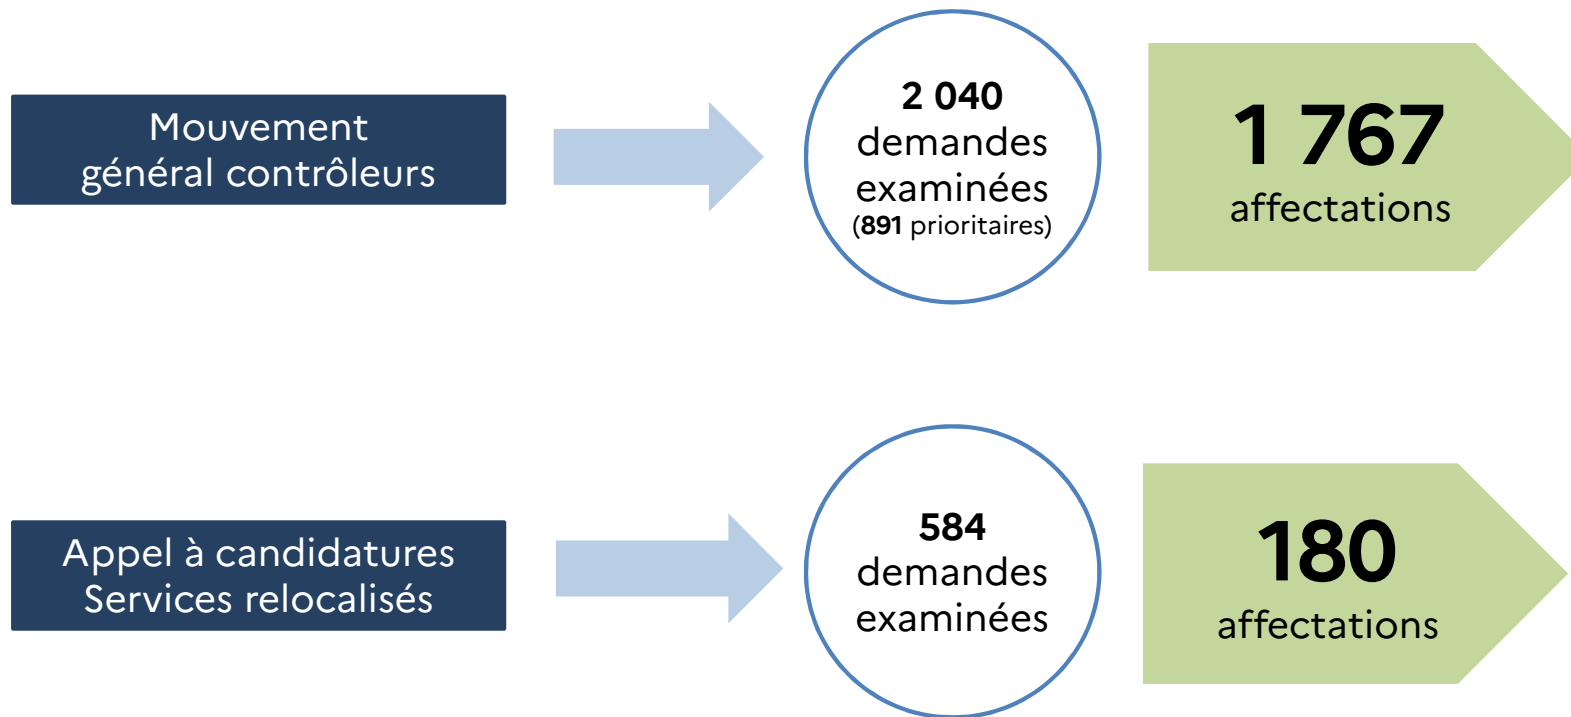 Mouvement
général contrôleurs
2 040
demandes
examinées
(891 prioritaires)
1 767
affectations
Appel à candidatures
Services relocalisés
584
demandes
examinées
180
affectations